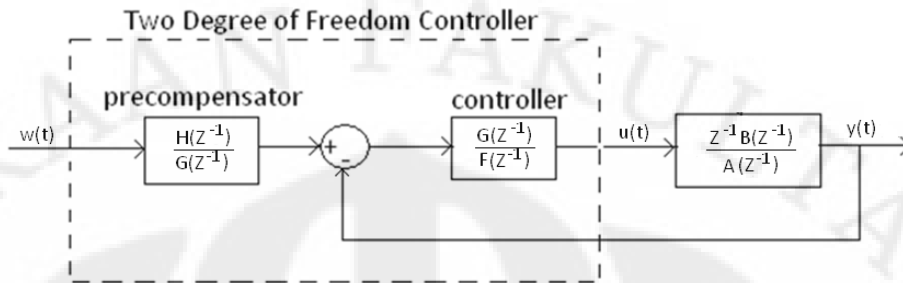 Two Degree of Freedom Controller
precompensator
controller
w(t)
H(Z⁻¹)
G(Z⁻¹)
+
-
G(Z⁻¹)
F(Z⁻¹)
u(t)
Z⁻¹B(Z⁻¹)
A(Z⁻¹)
y(t)